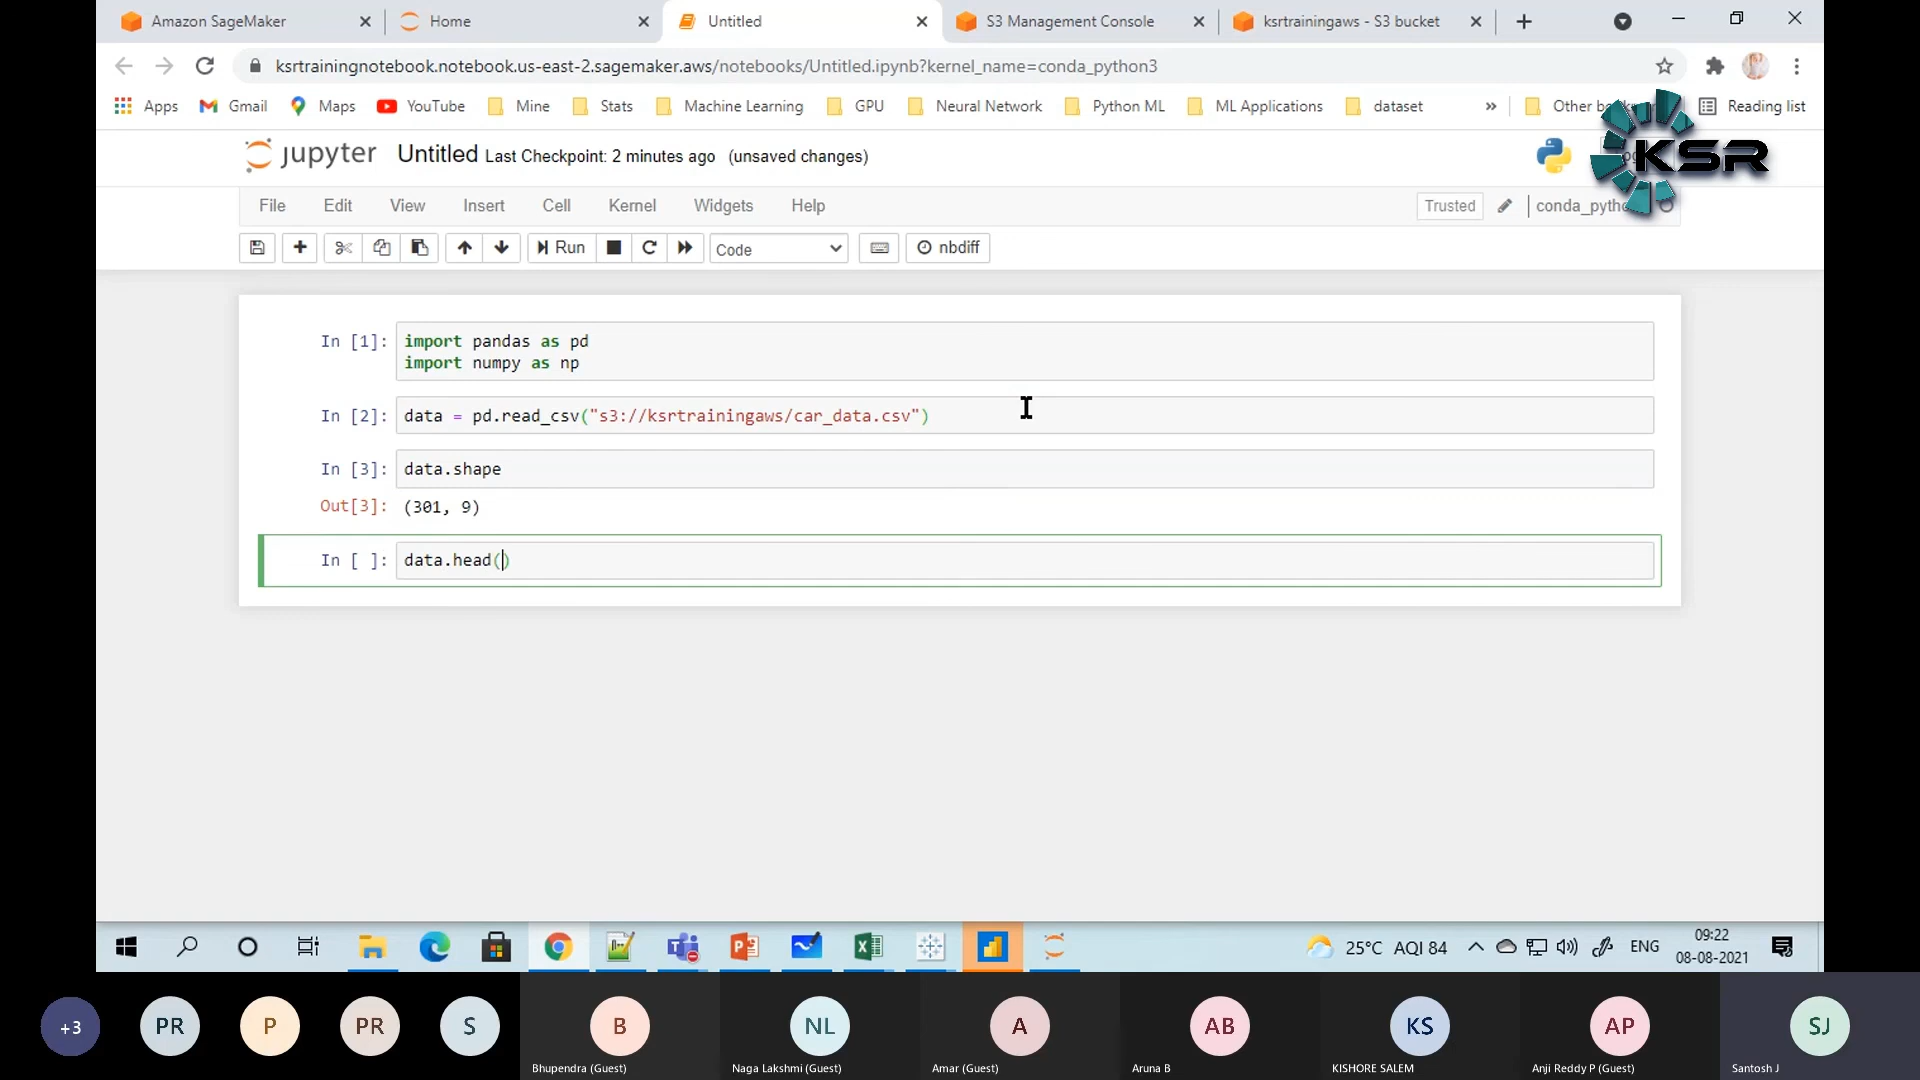 Amazon SageMaker
Home
Untitled
S3 Management Console
ksrtrainingaws - S3 bucket
ksrtrainingnotebook.notebook.us-east-2.sagemaker.aws/notebooks/Untitled.ipynb?kernel_name=conda_python3
Apps
Gmail
Maps
YouTube
Mine
Stats
Machine Learning
GPU
Neural Network
Python ML
ML Applications
dataset
»
Other
Reading list
jupyter Untitled Last Checkpoint: 2 minutes ago (unsaved changes)
KSR
File Edit View Insert Cell Kernel Widgets Help
Trusted
conda_pytho
Run
Code
nbdiff
In [1]: import pandas as pd
import numpy as np
In [2]: data = pd.read_csv("s3://ksrtrainingaws/car_data.csv")
In [3]: data.shape
Out[3]: (301, 9)
In [ ]: data.head()
25°C AQI 84
ENG
09:22
08-08-2021
+3
PR
P
PR
S
B
NL
A
AB
KS
AP
SJ
Bhupendra (Guest)
Naga Lakshmi (Guest)
Amar (Guest)
Aruna B
KISHORE SALEM
Anji Reddy P (Guest)
Santosh J